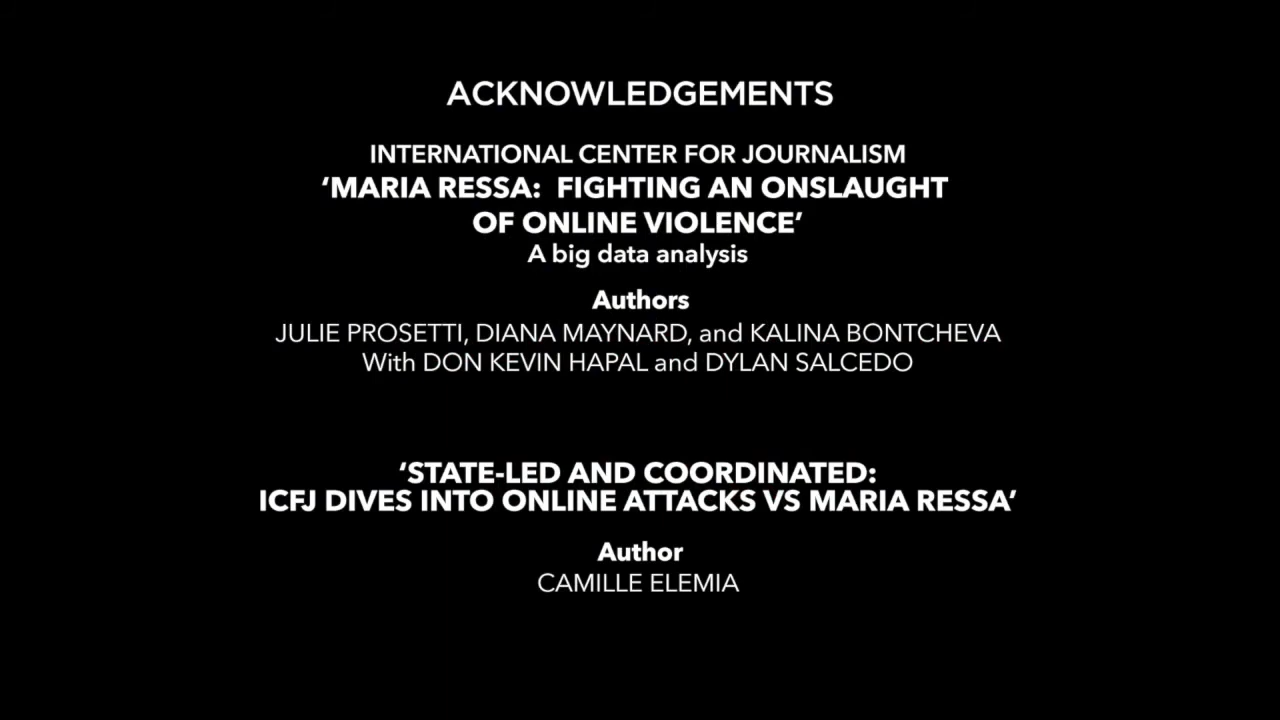 ACKNOWLEDGEMENTS
INTERNATIONAL CENTER FOR JOURNALISM
‘MARIA RESSA:  FIGHTING AN ONSLAUGHT
OF ONLINE VIOLENCE’
A big data analysis
Authors
JULIE PROSETTI, DIANA MAYNARD, and KALINA BONTCHEVA
With DON KEVIN HAPAL and DYLAN SALCEDO
‘STATE-LED AND COORDINATED:
ICFJ DIVES INTO ONLINE ATTACKS VS MARIA RESSA’
Author
CAMILLE ELEMIA